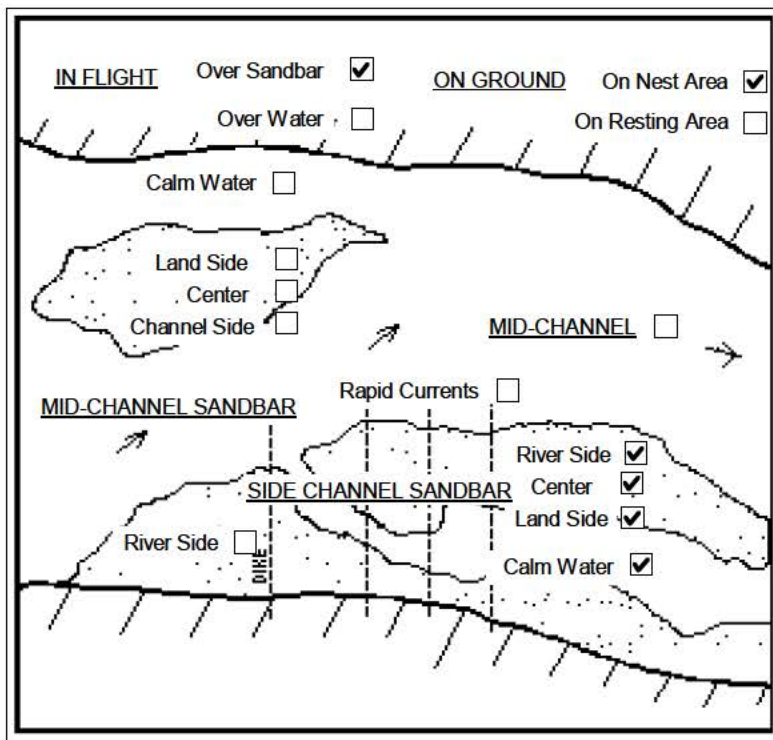 IN FLIGHT
Over Sandbar
ON GROUND
On Nest Area
Over Water
On Resting Area
Calm Water
Land Side
Center
Channel Side
MID-CHANNEL
Rapid Currents
MID-CHANNEL SANDBAR
River Side
SIDE CHANNEL SANDBAR
Center
Land Side
River Side
DIKE
Calm Water